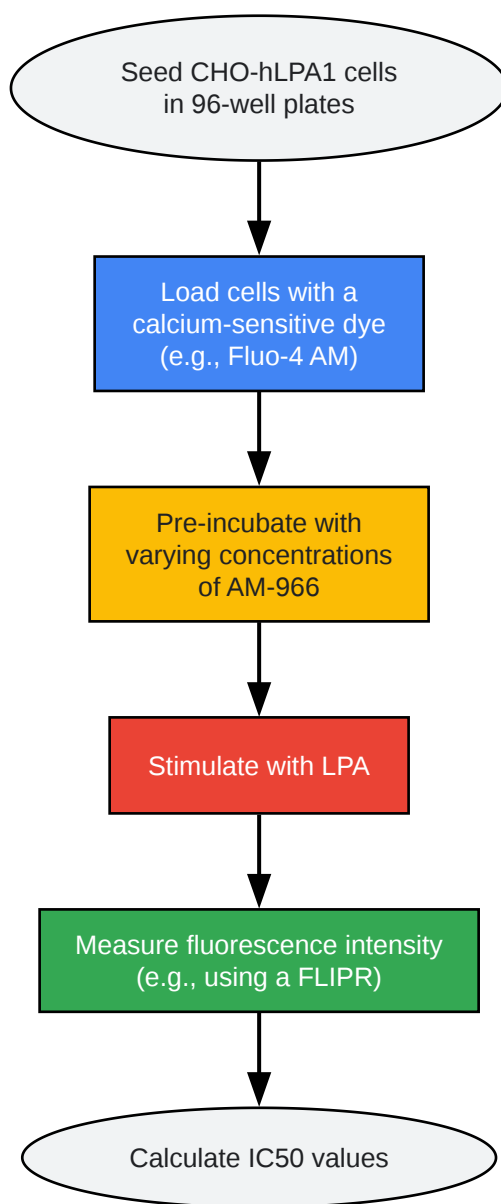 Seed CHO-hLPA1 cells
in 96-well plates
Load cells with a
calcium-sensitive dye
(e.g., Fluo-4 AM)
Pre-incubate with
varying concentrations
of AM-966
Stimulate with LPA
Measure fluorescence intensity
(e.g., using a FLIPR)
Calculate IC50 values